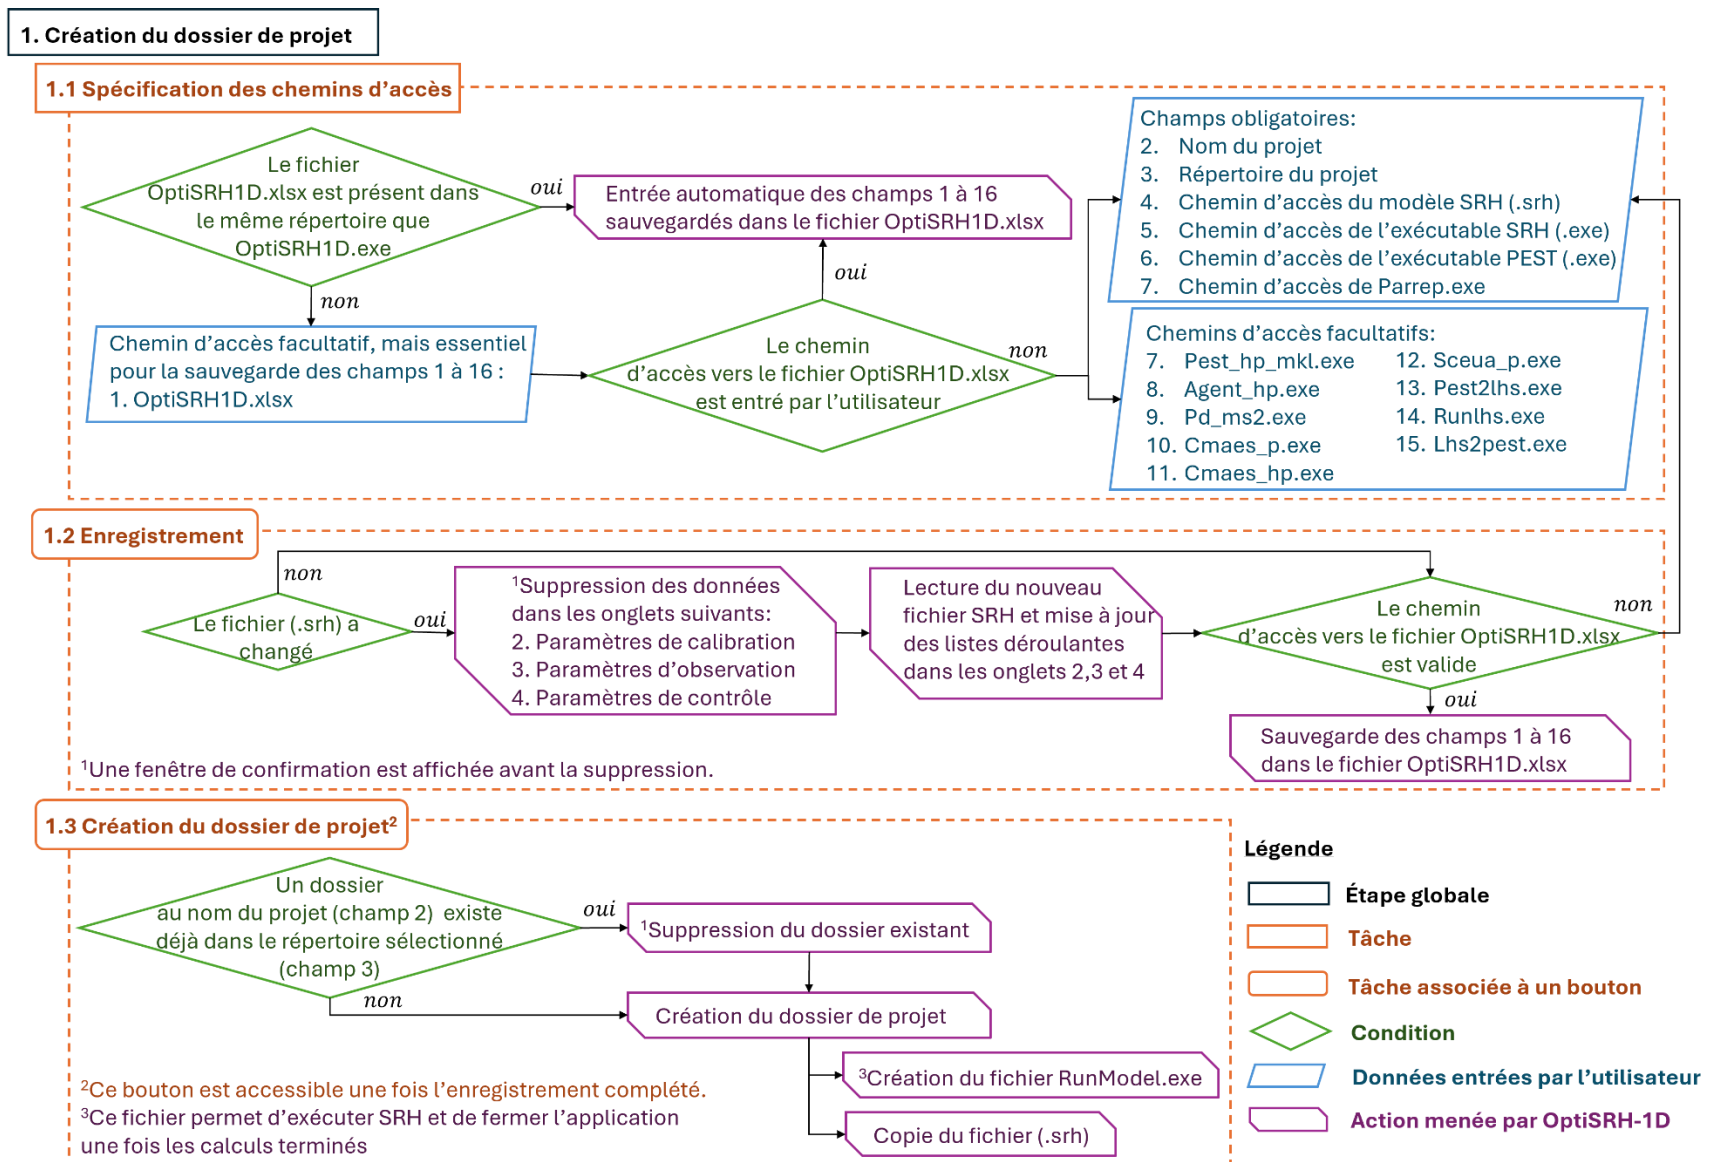 1. Création du dossier de projet
1.1 Spécification des chemins d’accès
Le fichier
OptiSRH1D.xlsx est présent dans
le même répertoire que
OptiSRH1D.exe
oui
non
Entrée automatique des champs 1 à 16
sauvegardés dans le fichier OptiSRH1D.xlsx
oui
Chemin d’accès facultatif, mais essentiel
pour la sauvegarde des champs 1 à 16 :
1. OptiSRH1D.xlsx
Le chemin
d’accès vers le fichier OptiSRH1D.xlsx
est entré par l’utilisateur
non
Champs obligatoires:
2. Nom du projet
3. Répertoire du projet
4. Chemin d’accès du modèle SRH (.srh)
5. Chemin d’accès de l’exécutable SRH (.exe)
6. Chemin d’accès de l’exécutable PEST (.exe)
7. Chemin d’accès de Parrep.exe
Chemins d’accès facultatifs:
7. Pest_hp_mkl.exe
8. Agent_hp.exe
9. Pd_ms2.exe
10. Cmaes_p.exe
11. Cmaes_hp.exe
12. Sceua_p.exe
13. Pest2lhs.exe
14. Runlhs.exe
15. Lhs2pest.exe
1.2 Enregistrement
non
Le fichier (.srh) a
changé
oui
¹Suppression des données
dans les onglets suivants:
2. Paramètres de calibration
3. Paramètres d’observation
4. Paramètres de contrôle
Lecture du nouveau
fichier SRH et mise à jour
des listes déroulantes
dans les onglets 2,3 et 4
Le chemin
d’accès vers le fichier OptiSRH1D.xlsx
est valide
non
oui
Sauvegarde des champs 1 à 16
dans le fichier OptiSRH1D.xlsx
¹Une fenêtre de confirmation est affichée avant la suppression.
1.3 Création du dossier de projet²
Un dossier
au nom du projet (champ 2) existe
déjà dans le répertoire sélectionné
(champ 3)
oui
non
¹Suppression du dossier existant
Création du dossier de projet
³Création du fichier RunModel.exe
Copie du fichier (.srh)
²Ce bouton est accessible une fois l’enregistrement complété.
³Ce fichier permet d’exécuter SRH et de fermer l’application
une fois les calculs terminés
Légende
Étape globale
Tâche
Tâche associée à un bouton
Condition
Données entrées par l’utilisateur
Action menée par OptiSRH-1D